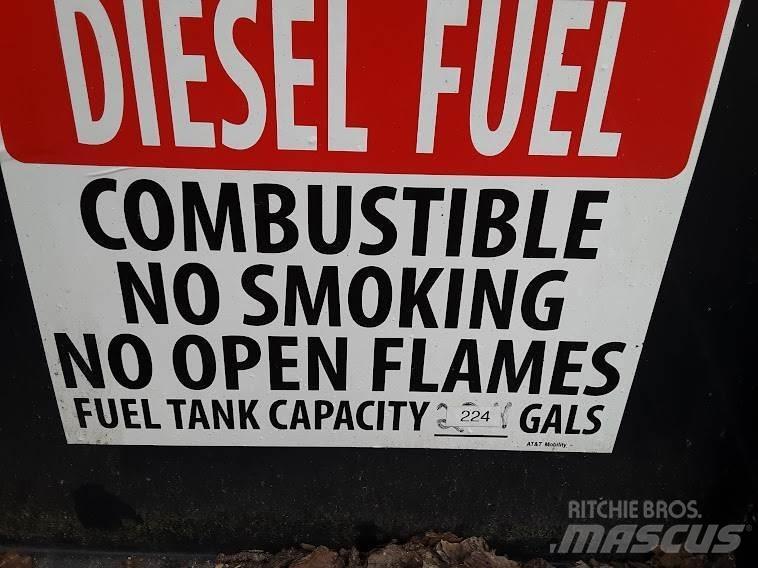 DIESEL FUEL
COMBUSTIBLE
NO SMOKING
NO OPEN FLAMES
FUEL TANK CAPACITY 224 GALS
AT&T Mobility
RITCHIE BROS.
MASCUS